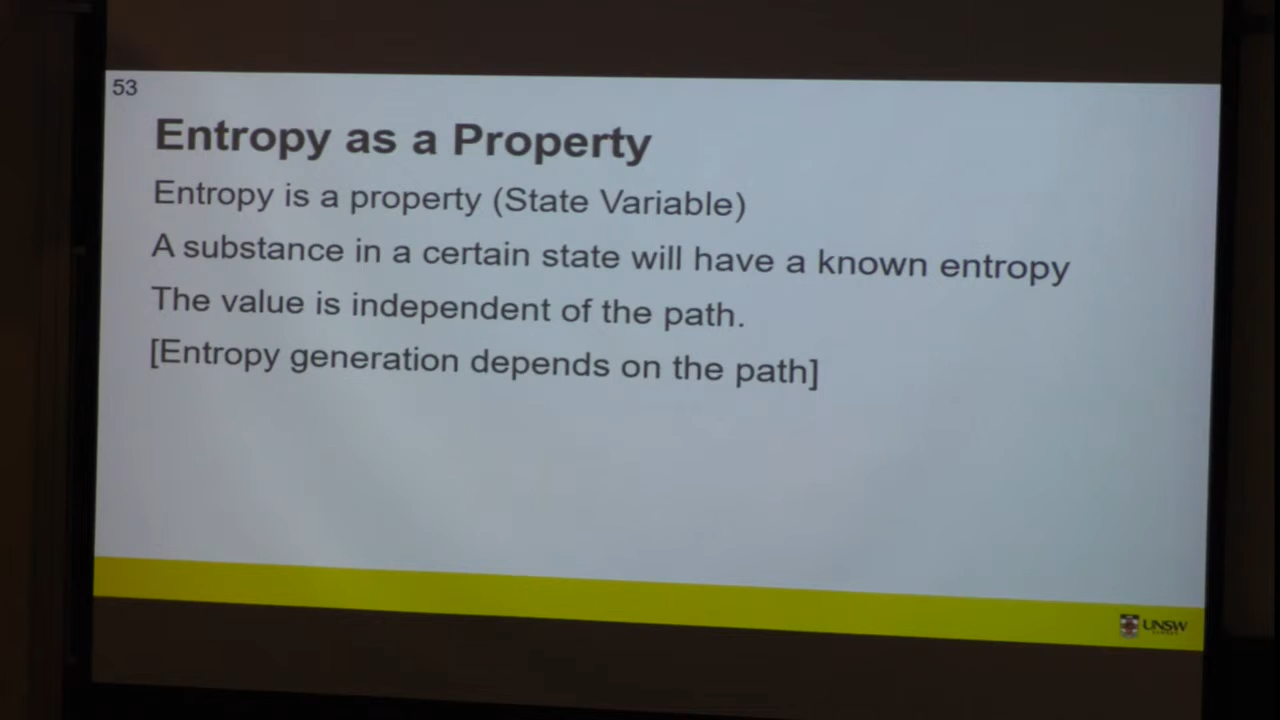 53
Entropy as a Property
Entropy is a property (State Variable)
A substance in a certain state will have a known entropy
The value is independent of the path.
[Entropy generation depends on the path]
UNSW